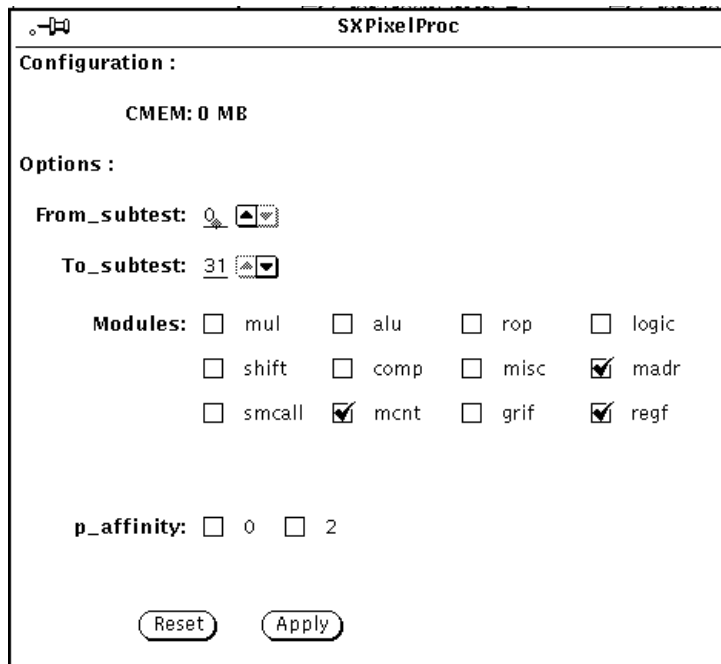 SXPixelProc
Configuration :
CMEM: 0 MB
Options :
From_subtest: 0
To_subtest: 31
Modules: mul alu rop logic
shift comp misc madr
smcall mcnt grif regf
p_affinity: 0 2
Reset Apply